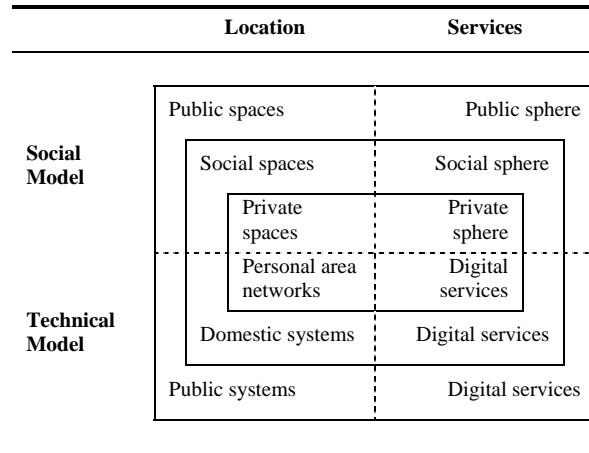 Location Services
Public spaces Public sphere
Social
Model
Social spaces Social sphere
Private
spaces
Private
sphere
Personal area
networks
Digital
services
Technical
Model
Domestic systems Digital services
Public systems Digital services